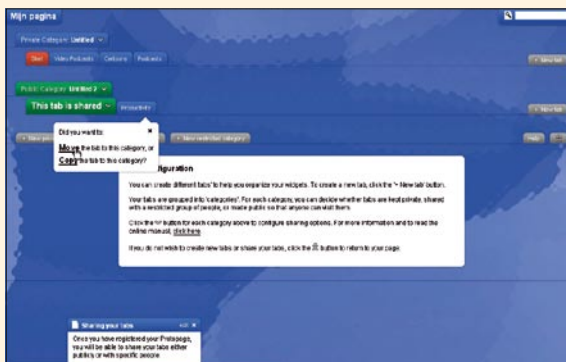 Mijn pagina
Private Category: Untitled
Chat Video Podcasts Cartoons Podcasts
+ New tab
Public Category: Untitled 2
This tab is shared Productivity
+ New tab
Did you want to:
Move the tab to this category, or
Copy the tab to this category?
+ New restricted category
Help
figuration
You can create different 'tabs' to help you organize your widgets. To create a new tab, click the '+ New tab' button.
Your tabs are grouped into 'categories'. For each category, you can decide whether tabs are kept private, shared
with a restricted group of people, or made public so that anyone can visit them.
Click the button for each category above to configure sharing options. For more information and to read the
online manual, click here.
If you do not wish to create new tabs or share your tabs, click the button to return to your page.
Sharing your tabs edit
Once you have registered your Protopage,
you will be able to share your tabs either
publicly or with specific people